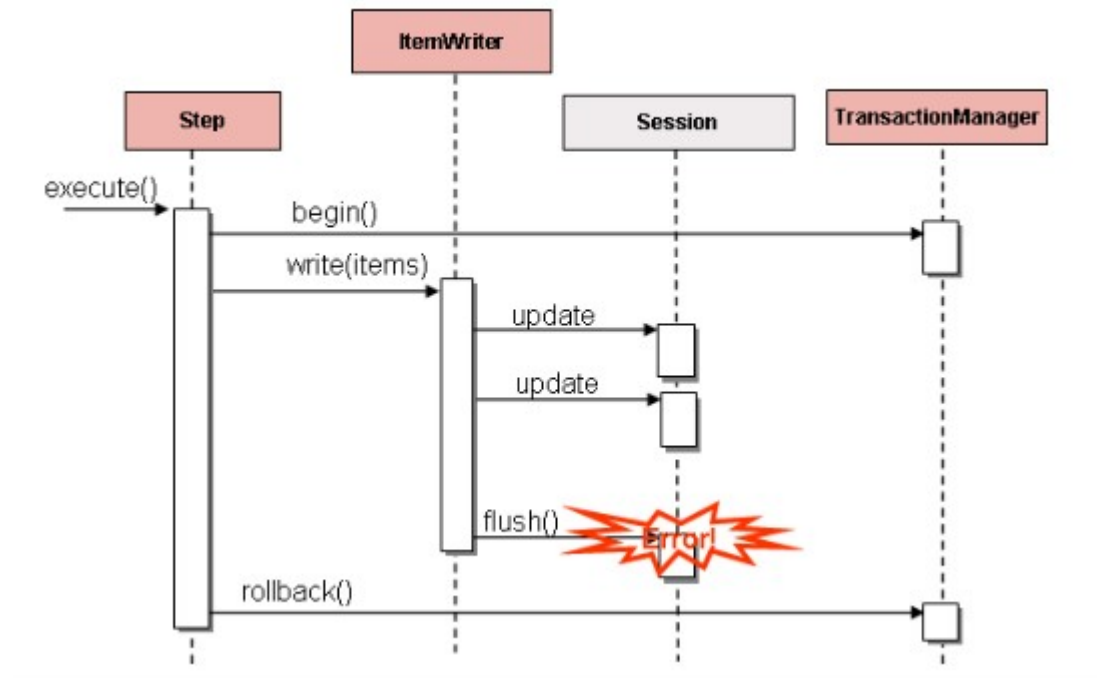 ItemWriter
Step
Session
TransactionManager
execute()
begin()
write(items)
update
update
flush()
Error!
rollback()